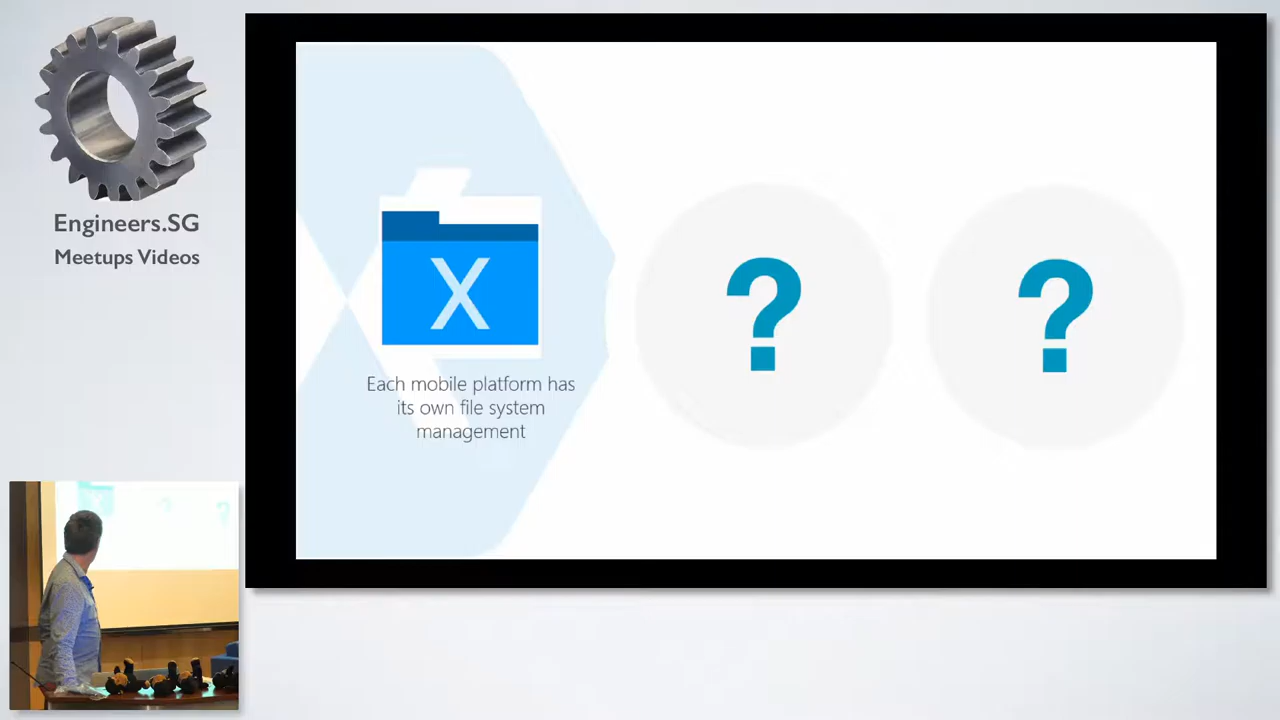 Engineers.SG
Meetups Videos
X
Each mobile platform has
its own file system
management
?
?